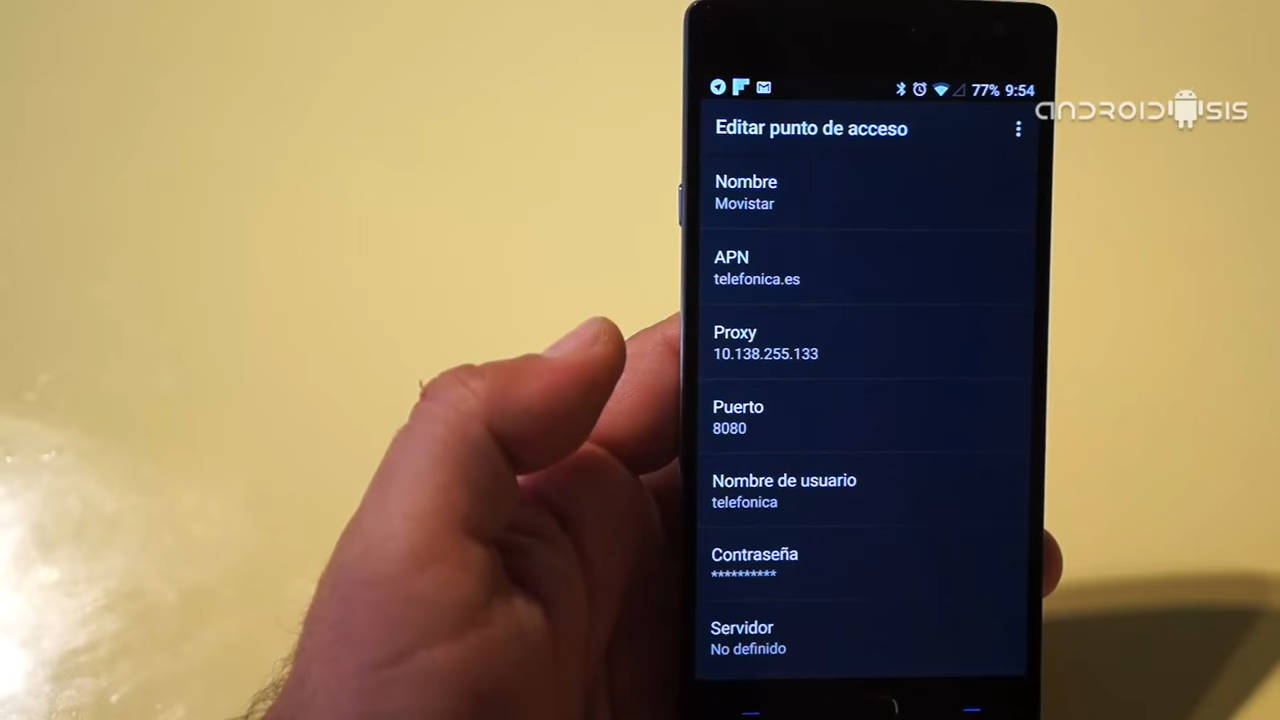 77% 9:54
ANDROIDSIS
Editar punto de acceso
Nombre
Movistar
APN
telefonica.es
Proxy
10.138.255.133
Puerto
8080
Nombre de usuario
telefonica
Contraseña
**********
Servidor
No definido